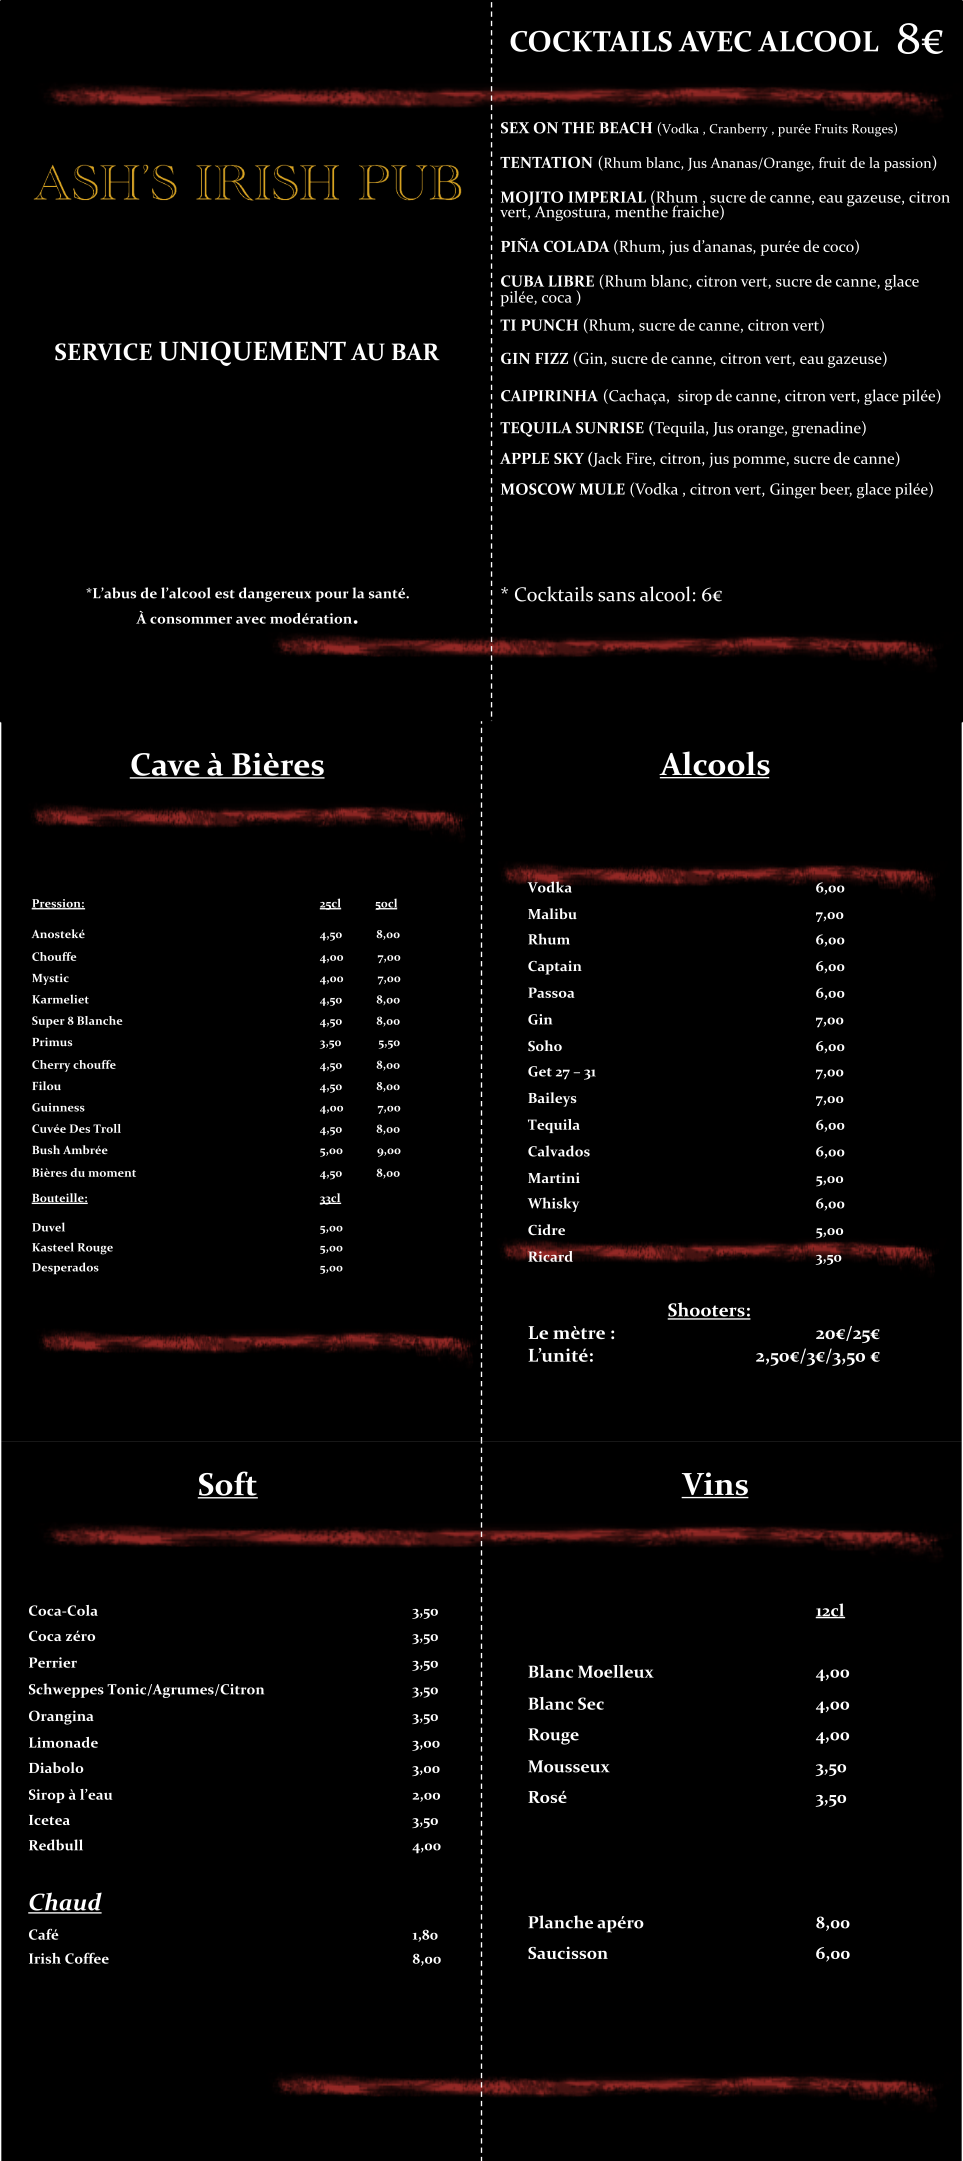 ASH'S IRISH PUB
SERVICE UNIQUEMENT AU BAR
*L'abus de l'alcool est dangereux pour la santé.
À consommer avec modération.
COCKTAILS AVEC ALCOOL 8€
SEX ON THE BEACH (Vodka , Cranberry , purée Fruits Rouges)
TENTATION (Rhum blanc, Jus Ananas/Orange, fruit de la passion)
MOJITO IMPERIAL (Rhum , sucre de canne, eau gazeuse, citron
vert, Angostura, menthe fraiche)
PIÑA COLADA (Rhum, jus d'ananas, purée de coco)
CUBA LIBRE (Rhum blanc, citron vert, sucre de canne, glace
pilée, coca )
TI PUNCH (Rhum, sucre de canne, citron vert)
GIN FIZZ (Gin, sucre de canne, citron vert, eau gazeuse)
CAIPIRINHA (Cachaça, sirop de canne, citron vert, glace pilée)
TEQUILA SUNRISE (Tequila, Jus orange, grenadine)
APPLE SKY (Jack Fire, citron, jus pomme, sucre de canne)
MOSCOW MULE (Vodka , citron vert, Ginger beer, glace pilée)
* Cocktails sans alcool: 6€
Cave à Bières
Pression: 25cl 50cl
Anosteké 4,50 8,00
Chouffe 4,00 7,00
Mystic 4,00 7,00
Karmeliet 4,50 8,00
Super 8 Blanche 4,50 8,00
Primus 3,50 5,50
Cherry chouffe 4,50 8,00
Filou 4,50 8,00
Guinness 4,00 7,00
Cuvée Des Troll 4,50 8,00
Bush Ambrée 5,00 9,00
Bières du moment 4,50 8,00
Bouteille: 33cl
Duvel 5,00
Kasteel Rouge 5,00
Desperados 5,00
Alcools
Vodka 6,00
Malibu 7,00
Rhum 6,00
Captain 6,00
Passoa 6,00
Gin 7,00
Soho 6,00
Get 27 – 31 7,00
Baileys 7,00
Tequila 6,00
Calvados 6,00
Martini 5,00
Whisky 6,00
Cidre 5,00
Ricard 3,50
Shooters:
Le mètre : 20€/25€
L'unité: 2,50€/3€/3,50 €
Soft
Coca-Cola 3,50
Coca zéro 3,50
Perrier 3,50
Schweppes Tonic/Agrumes/Citron 3,50
Orangina 3,50
Limonade 3,00
Diabolo 3,00
Sirop à l'eau 2,00
Icetea 3,50
Redbull 4,00
Chaud
Café 1,80
Irish Coffee 8,00
Vins
12cl
Blanc Moelleux 4,00
Blanc Sec 4,00
Rouge 4,00
Mousseux 3,50
Rosé 3,50
Planche apéro 8,00
Saucisson 6,00